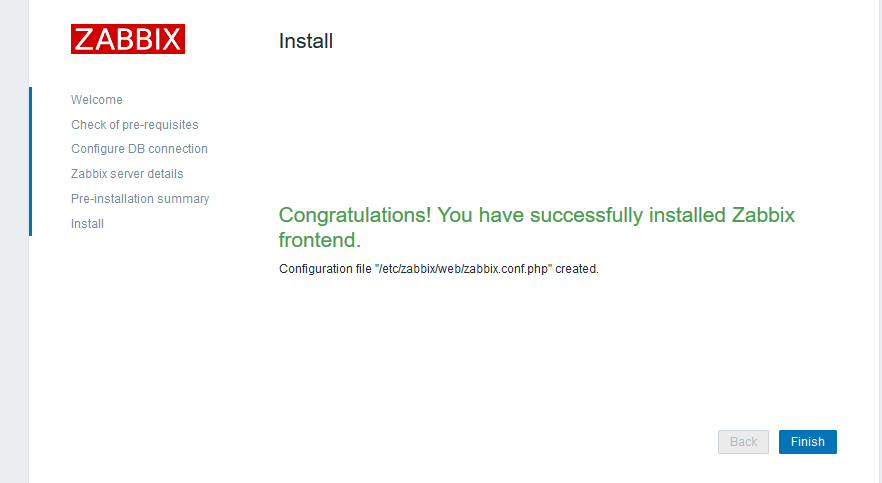 ZABBIX
Install
Welcome
Check of pre-requisites
Configure DB connection
Zabbix server details
Pre-installation summary
Install
Congratulations! You have successfully installed Zabbix
frontend.
Configuration file "/etc/zabbix/web/zabbix.conf.php" created.
Back
Finish